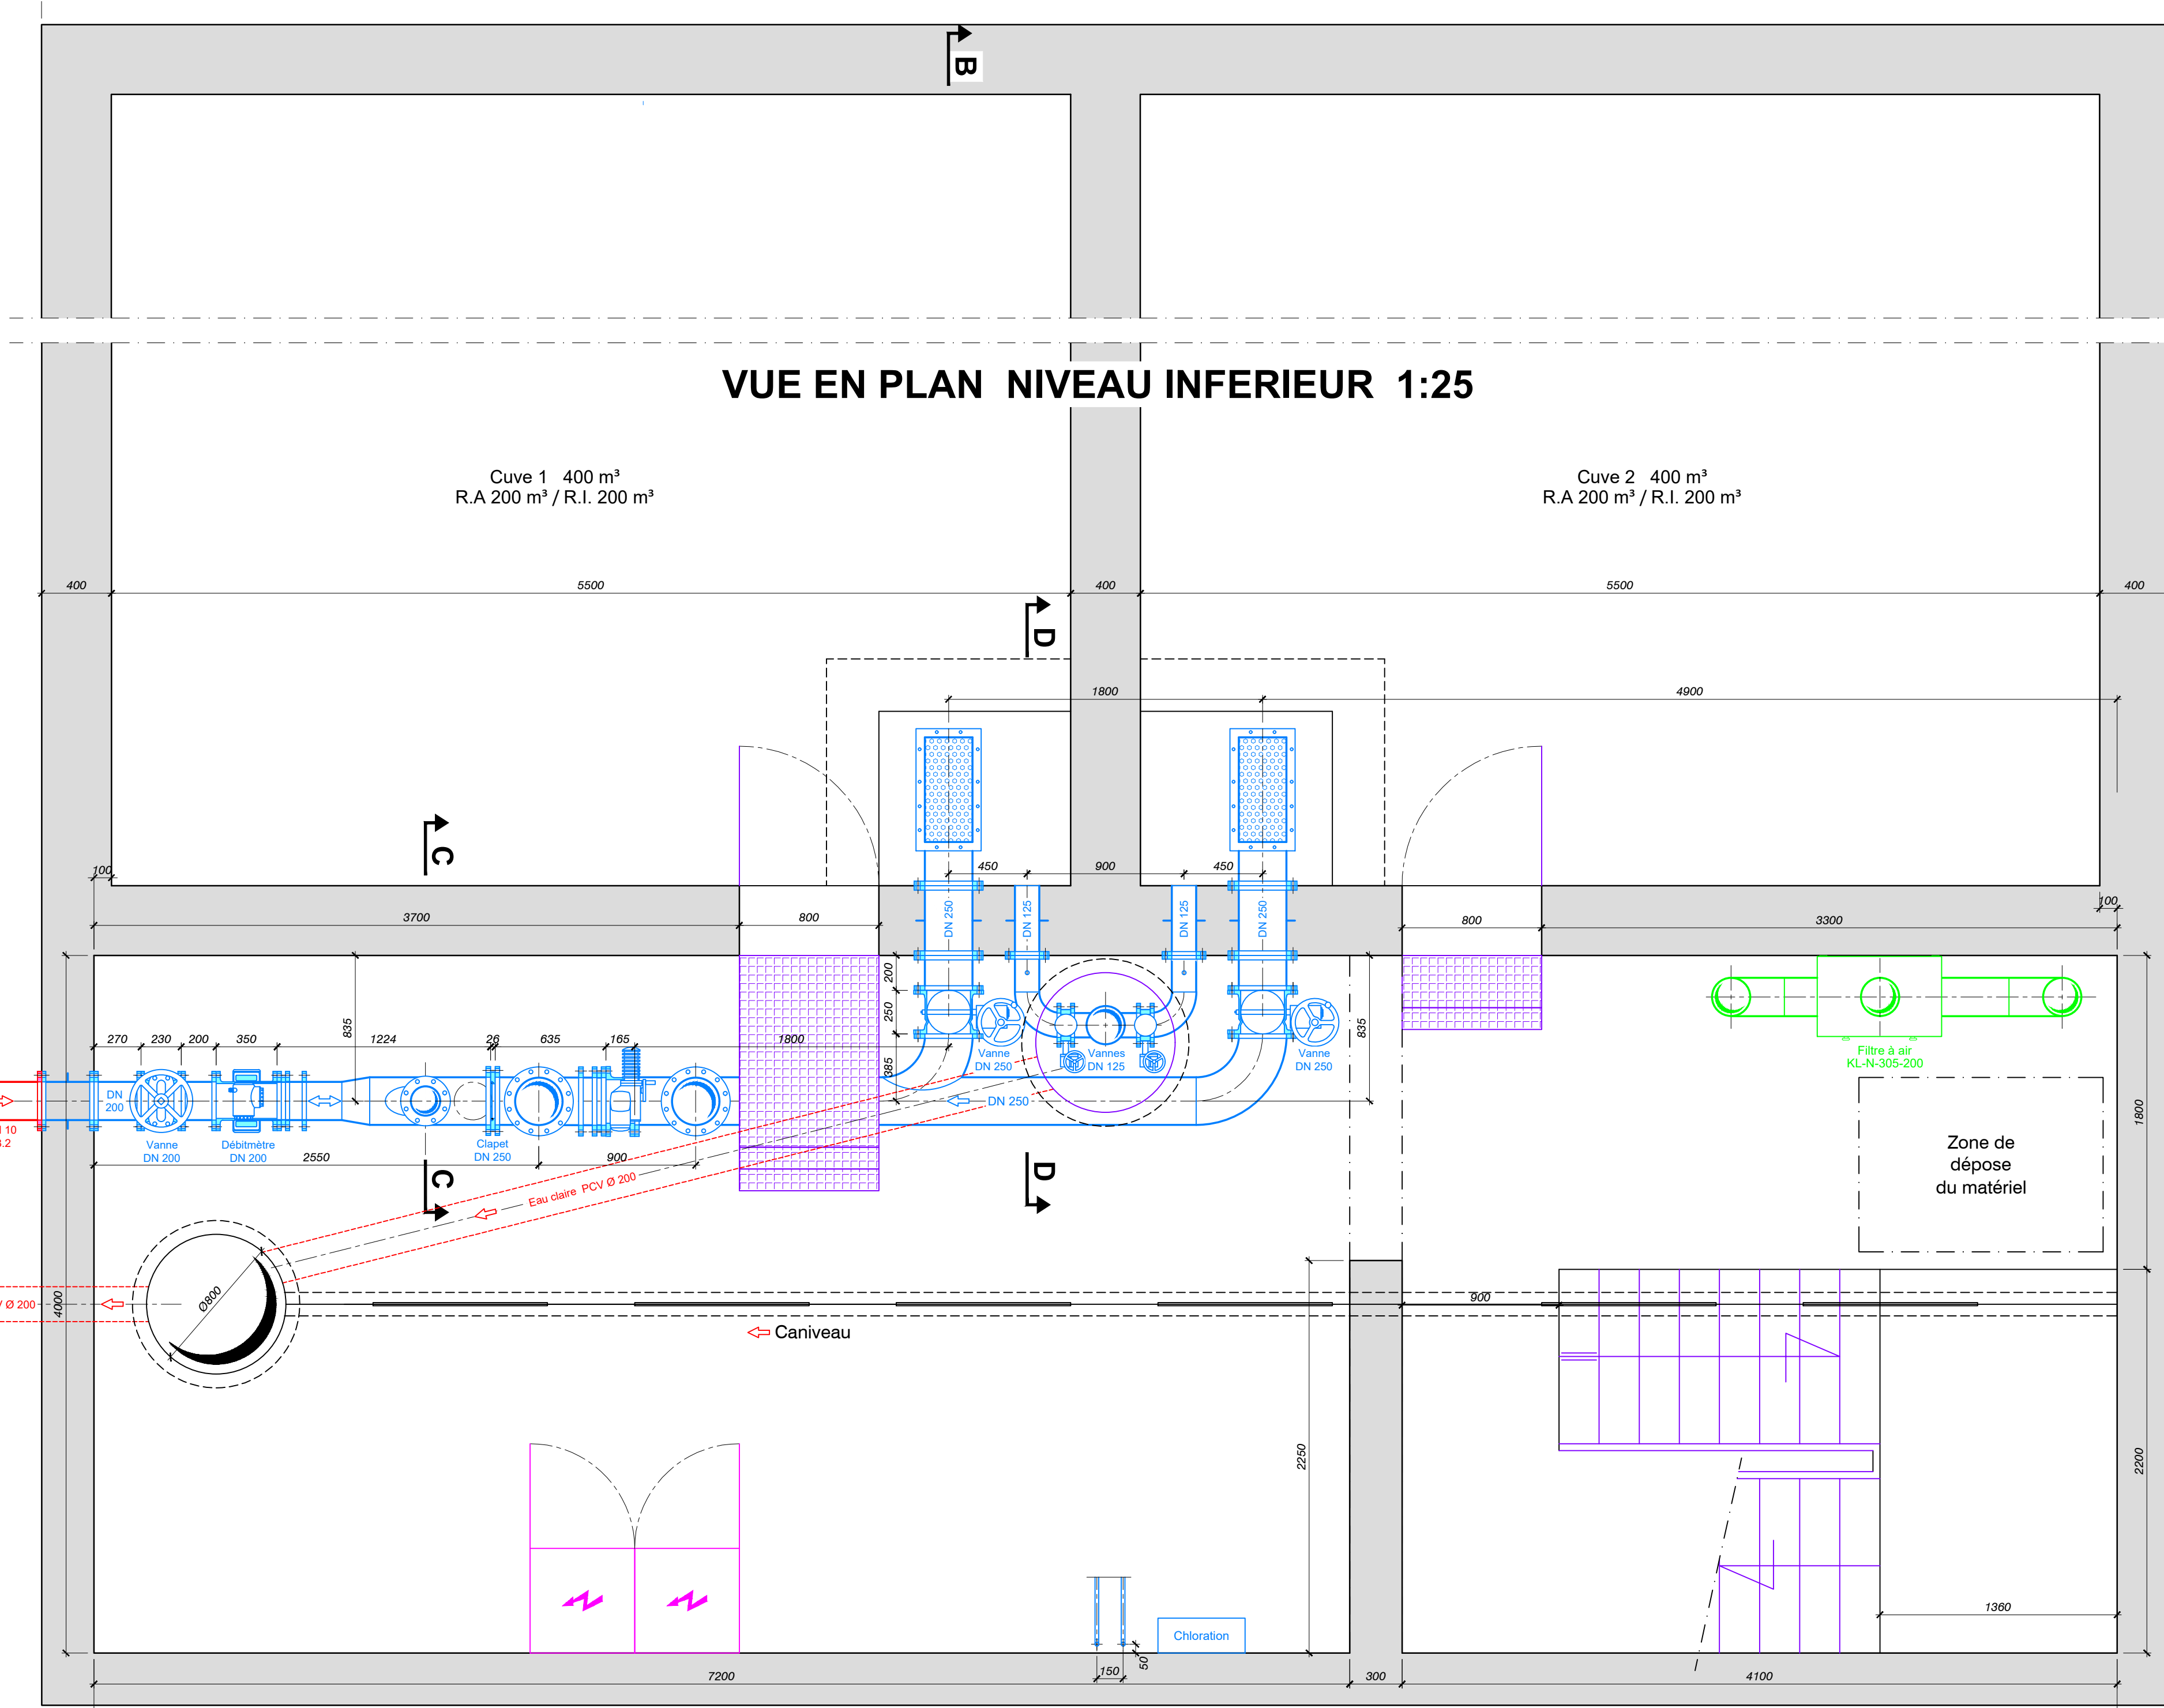 B
VUE EN PLAN NIVEAU INFERIEUR 1:25
Cuve 1 400 m³
R.A 200 m³ / R.I. 200 m³
Cuve 2 400 m³
R.A 200 m³ / R.I. 200 m³
400
5500
400
5500
400
D
1800
4900
C
100
450
900
450
3700
800
DN 250
DN 125
DN 125
DN 250
800
3300
100
200
250
385
835
835
270
230
200
350
1224
26
635
165
1800
Vanne
DN 250
Vannes
DN 125
Vanne
DN 250
Filtre à air
KL-N-305-200
DN
200
DN 250
1800
10
Vanne
DN 200
Débitmètre
DN 200
Clapet
DN 250
2550
900
Zone de
dépose
du matériel
C
D
Eau claire PCV Ø 200
Ø800
Ø 200
4000
900
Caniveau
2250
2200
1360
Chloration
50
150
7200
300
4100